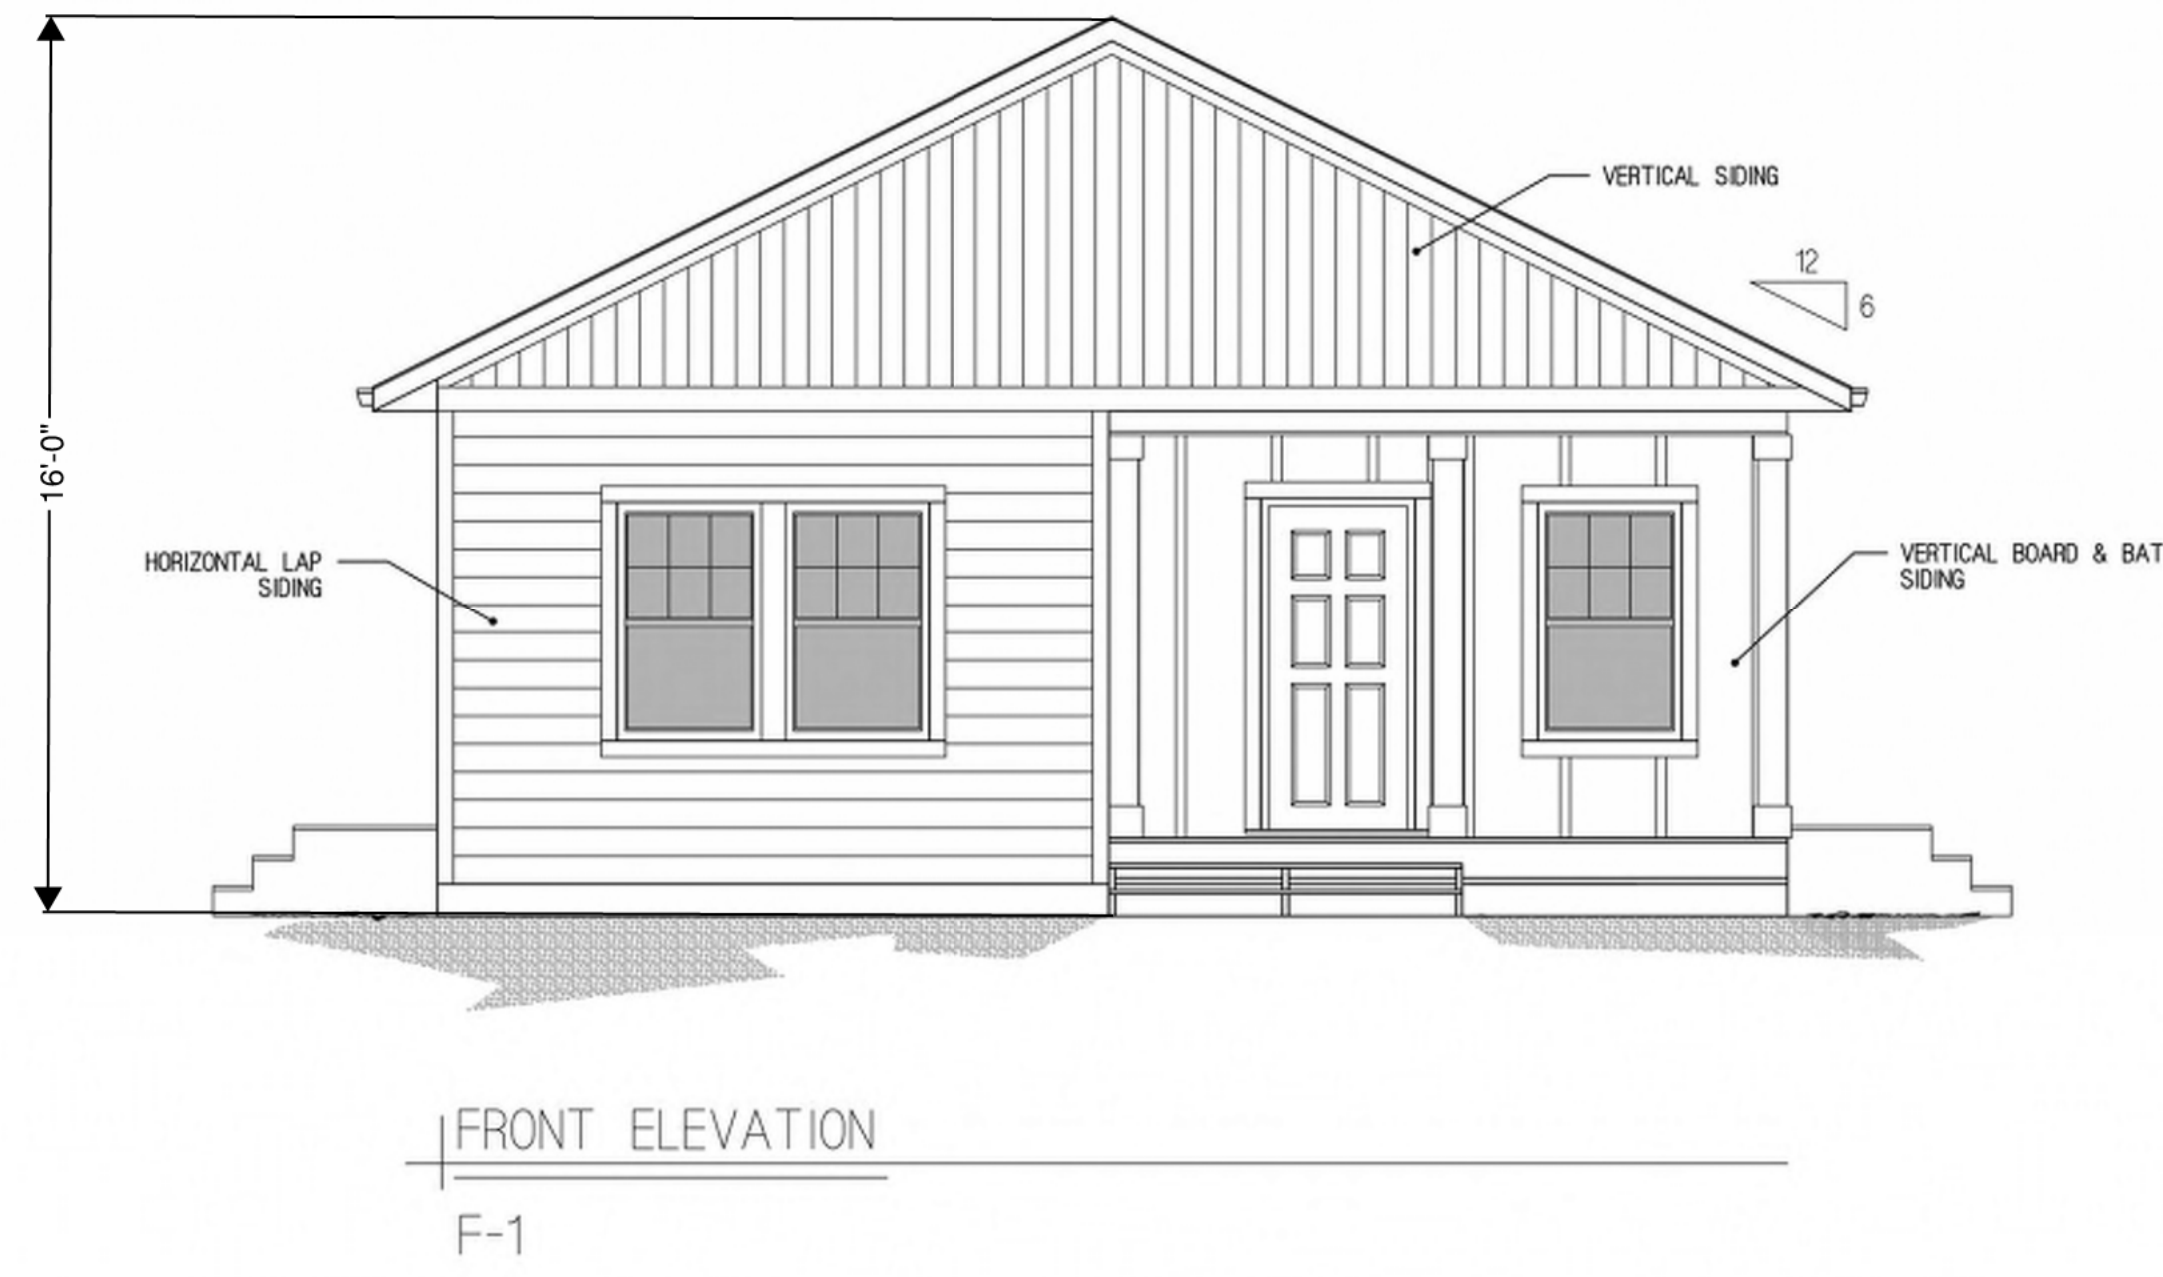 VERTICAL SIDING
12
6
16'-0"
HORIZONTAL LAP
SIDING
VERTICAL BOARD & BAT
SIDING
FRONT ELEVATION
F-1